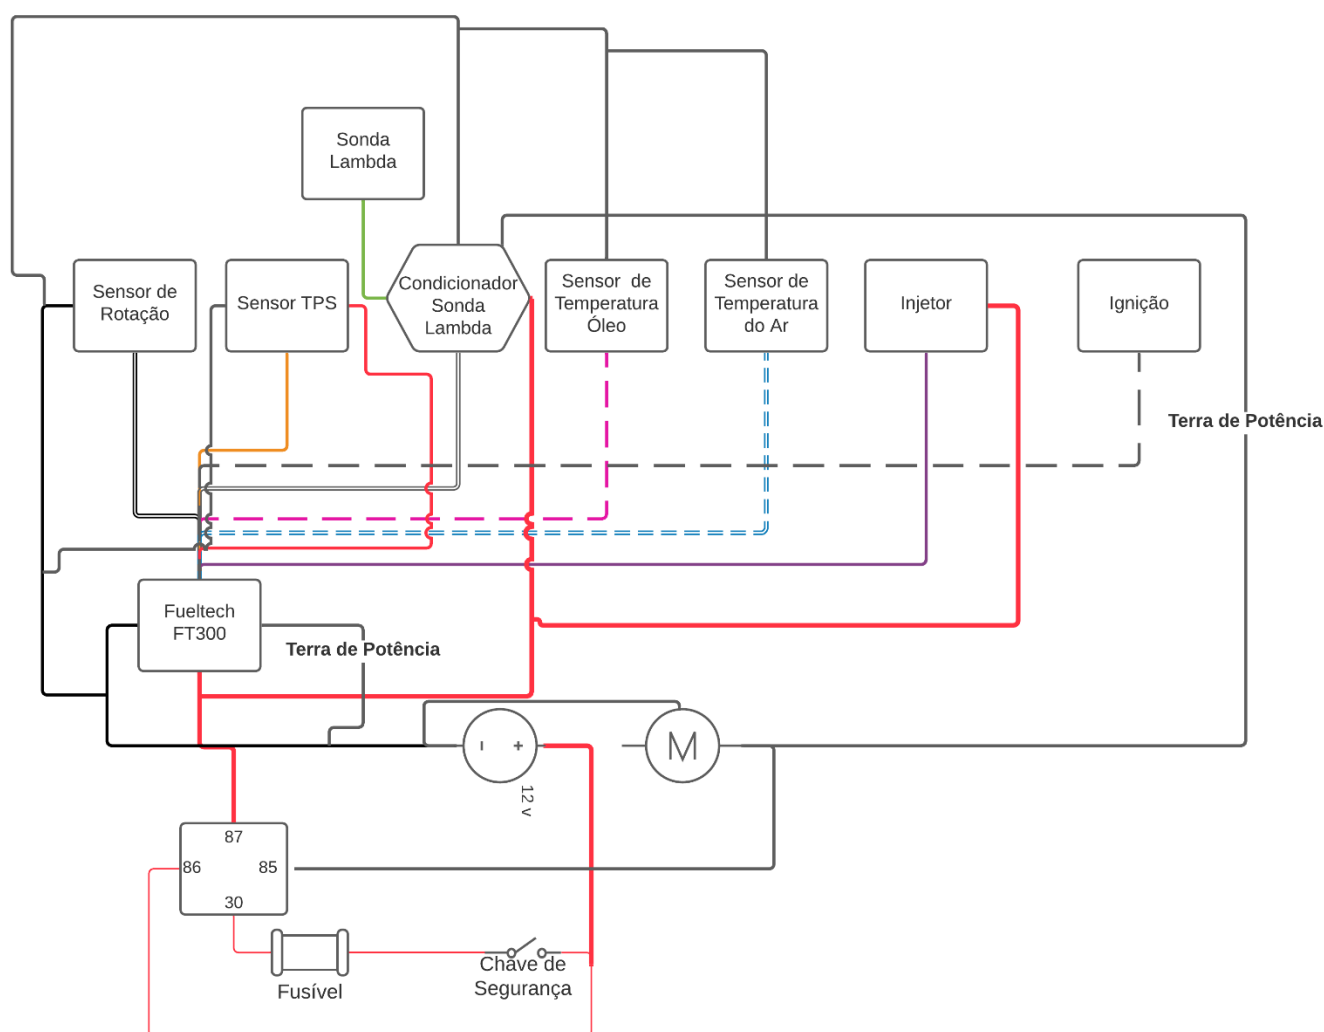 Sonda
Lambda
Sensor de
Rotação
Sensor TPS
Condicionador
Sonda
Lambda
Sensor de
Temperatura
Óleo
Sensor de
Temperatura
do Ar
Injetor
Ignição
Terra de Potência
Fueltech
FT300
Terra de Potência
- +
M
12 v
87
86 85
30
Fusível
Chave de
Segurança